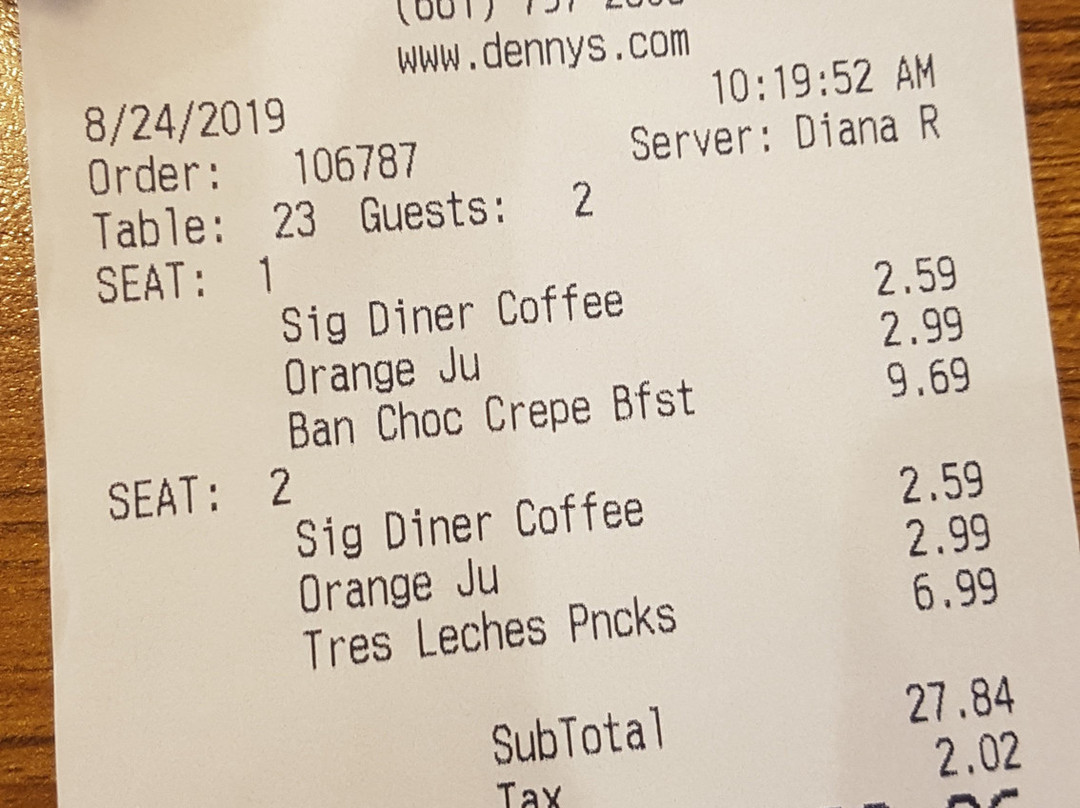 www.dennys.com
8/24/2019 10:19:52 AM
Order: 106787 Server: Diana R
Table: 23 Guests: 2
SEAT: 1
Sig Diner Coffee 2.59
Orange Ju 2.99
Ban Choc Crepe Bfst 9.69
SEAT: 2
Sig Diner Coffee 2.59
Orange Ju 2.99
Tres Leches Pncks 6.99
SubTotal 27.84
Tax 2.02